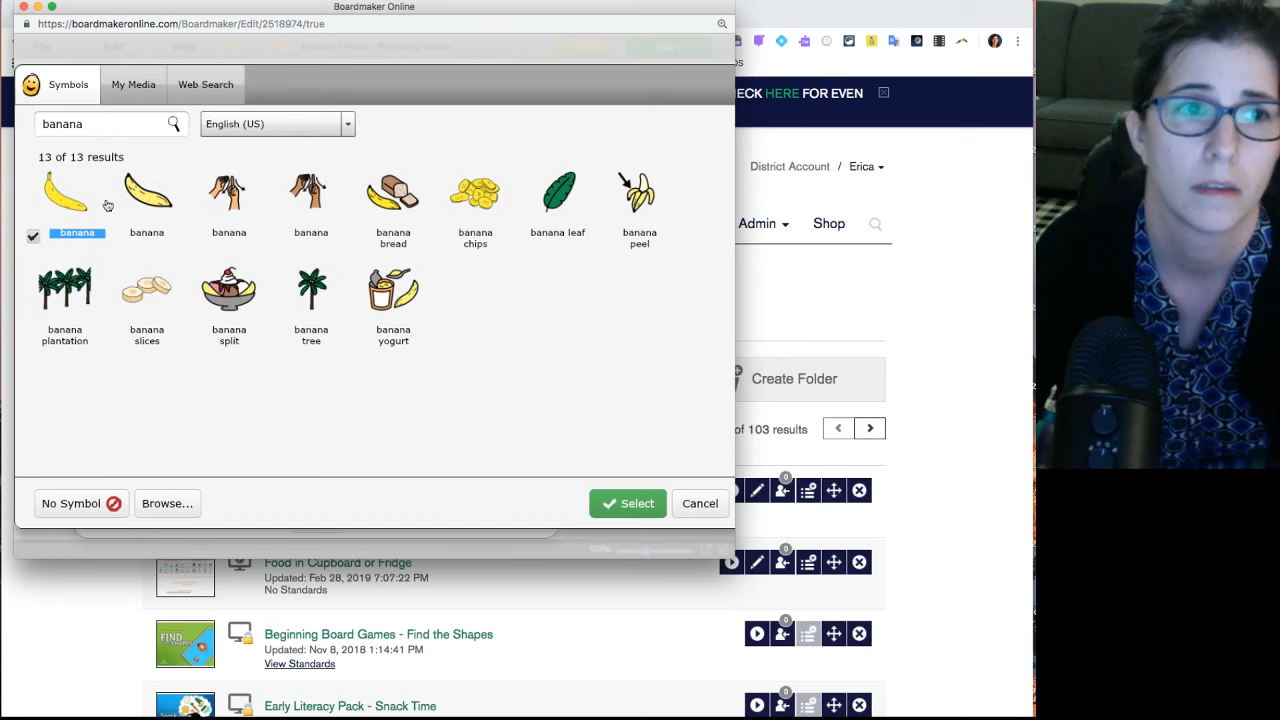 Boardmaker Online
https://boardmakeronline.com/Boardmaker/Edit/2518974/true
Symbols
My Media
Web Search
banana
English (US)
13 of 13 results
banana
banana
banana
banana
banana bread
banana chips
banana leaf
banana peel
banana plantation
banana slices
banana split
banana tree
banana yogurt
No Symbol
Browse...
Select
Cancel
ECK HERE FOR EVEN
District Account / Erica
Admin
Shop
Create Folder
of 103 results
0
0
Food in Cupboard or Fridge
Updated: Feb 28, 2019 7:07:22 PM
No Standards
0
Beginning Board Games - Find the Shapes
Updated: Nov 8, 2018 1:14:41 PM
View Standards
FIND
0
Early Literacy Pack - Snack Time